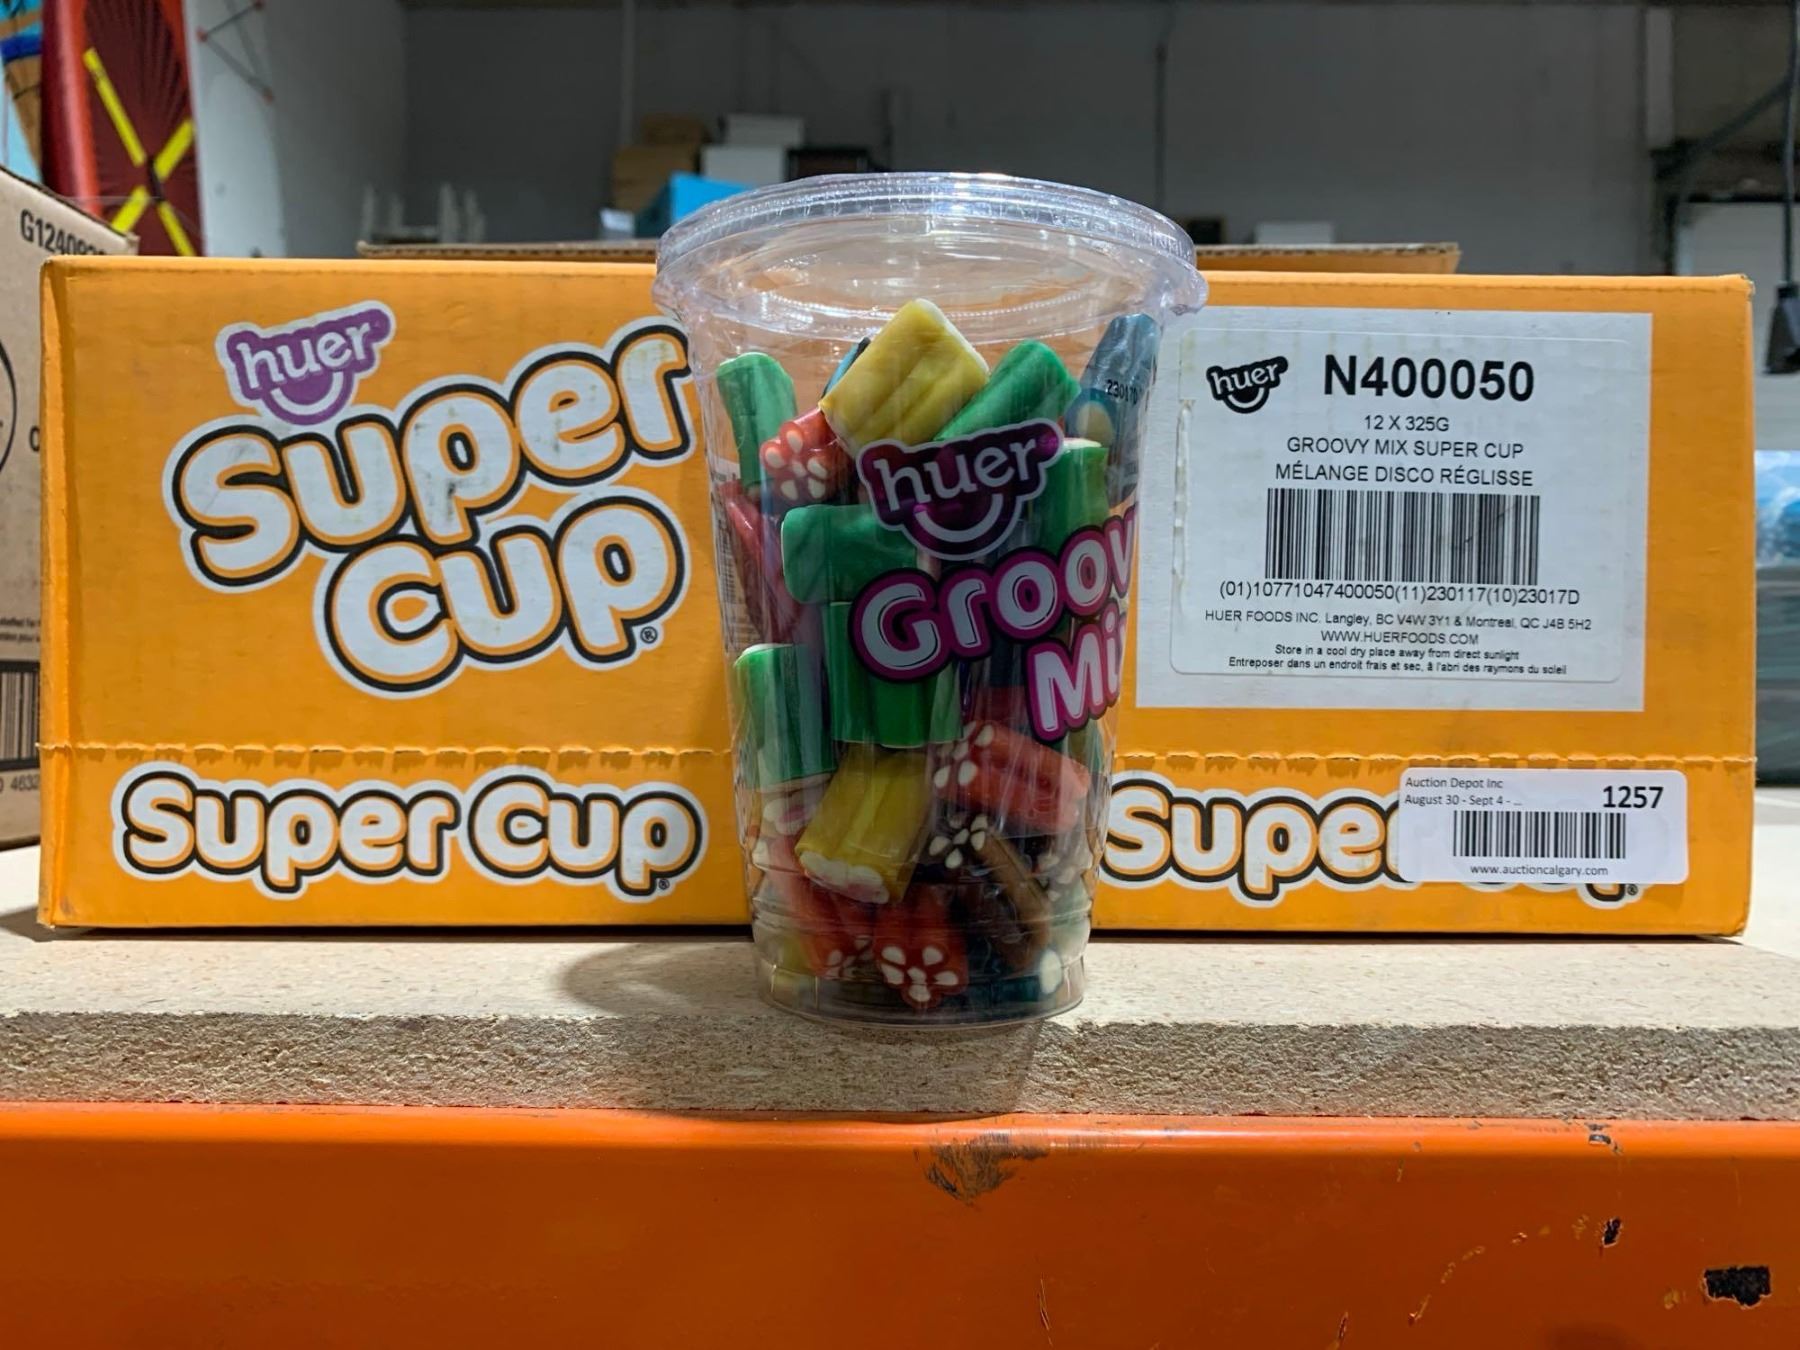 huer
Super
Cup®
Super Cup®
huer
Groov
Mi
23017D
huer N400050
12 X 325G
GROOVY MIX SUPER CUP
MÉLANGE DISCO RÉGLISSE
(01)10771047400050(11)230117(10)23017D
HUER FOODS INC. Langley, BC V4W 3Y1 & Montreal, QC J4B 5H2
WWW.HUERFOODS.COM
Store in a cool dry place away from direct sunlight
Entreposer dans un endroit frais et sec, à l'abri des raymons du soleil
Super
Auction Depot Inc
August 30 - Sept 4 - ...
1257
www.auctioncalgary.com